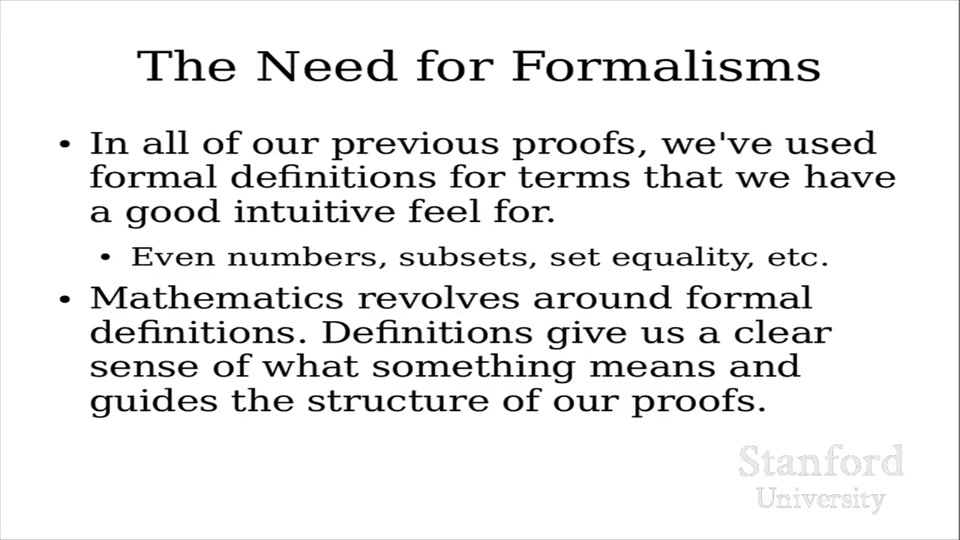 The Need for Formalisms
• In all of our previous proofs, we've used
formal definitions for terms that we have
a good intuitive feel for.
• Even numbers, subsets, set equality, etc.
• Mathematics revolves around formal
definitions. Definitions give us a clear
sense of what something means and
guides the structure of our proofs.
Stanford
University